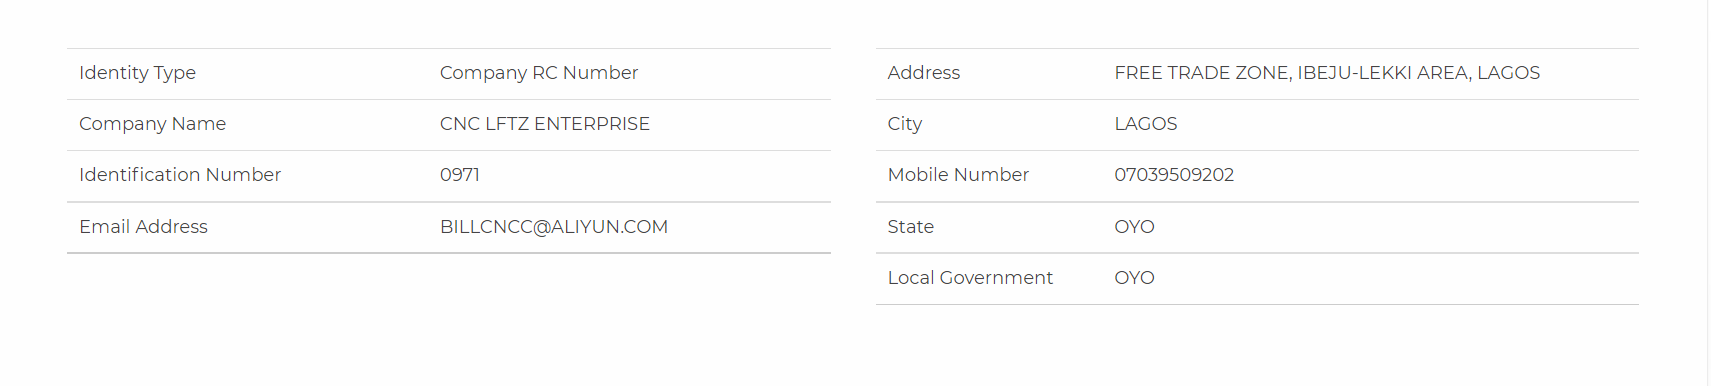 Identity Type Company RC Number
Company Name CNC LFTZ ENTERPRISE
Identification Number 0971
Email Address BILLCNCC@ALIYUN.COM
Address FREE TRADE ZONE, IBEJU-LEKKI AREA, LAGOS
City LAGOS
Mobile Number 07039509202
State OYO
Local Government OYO